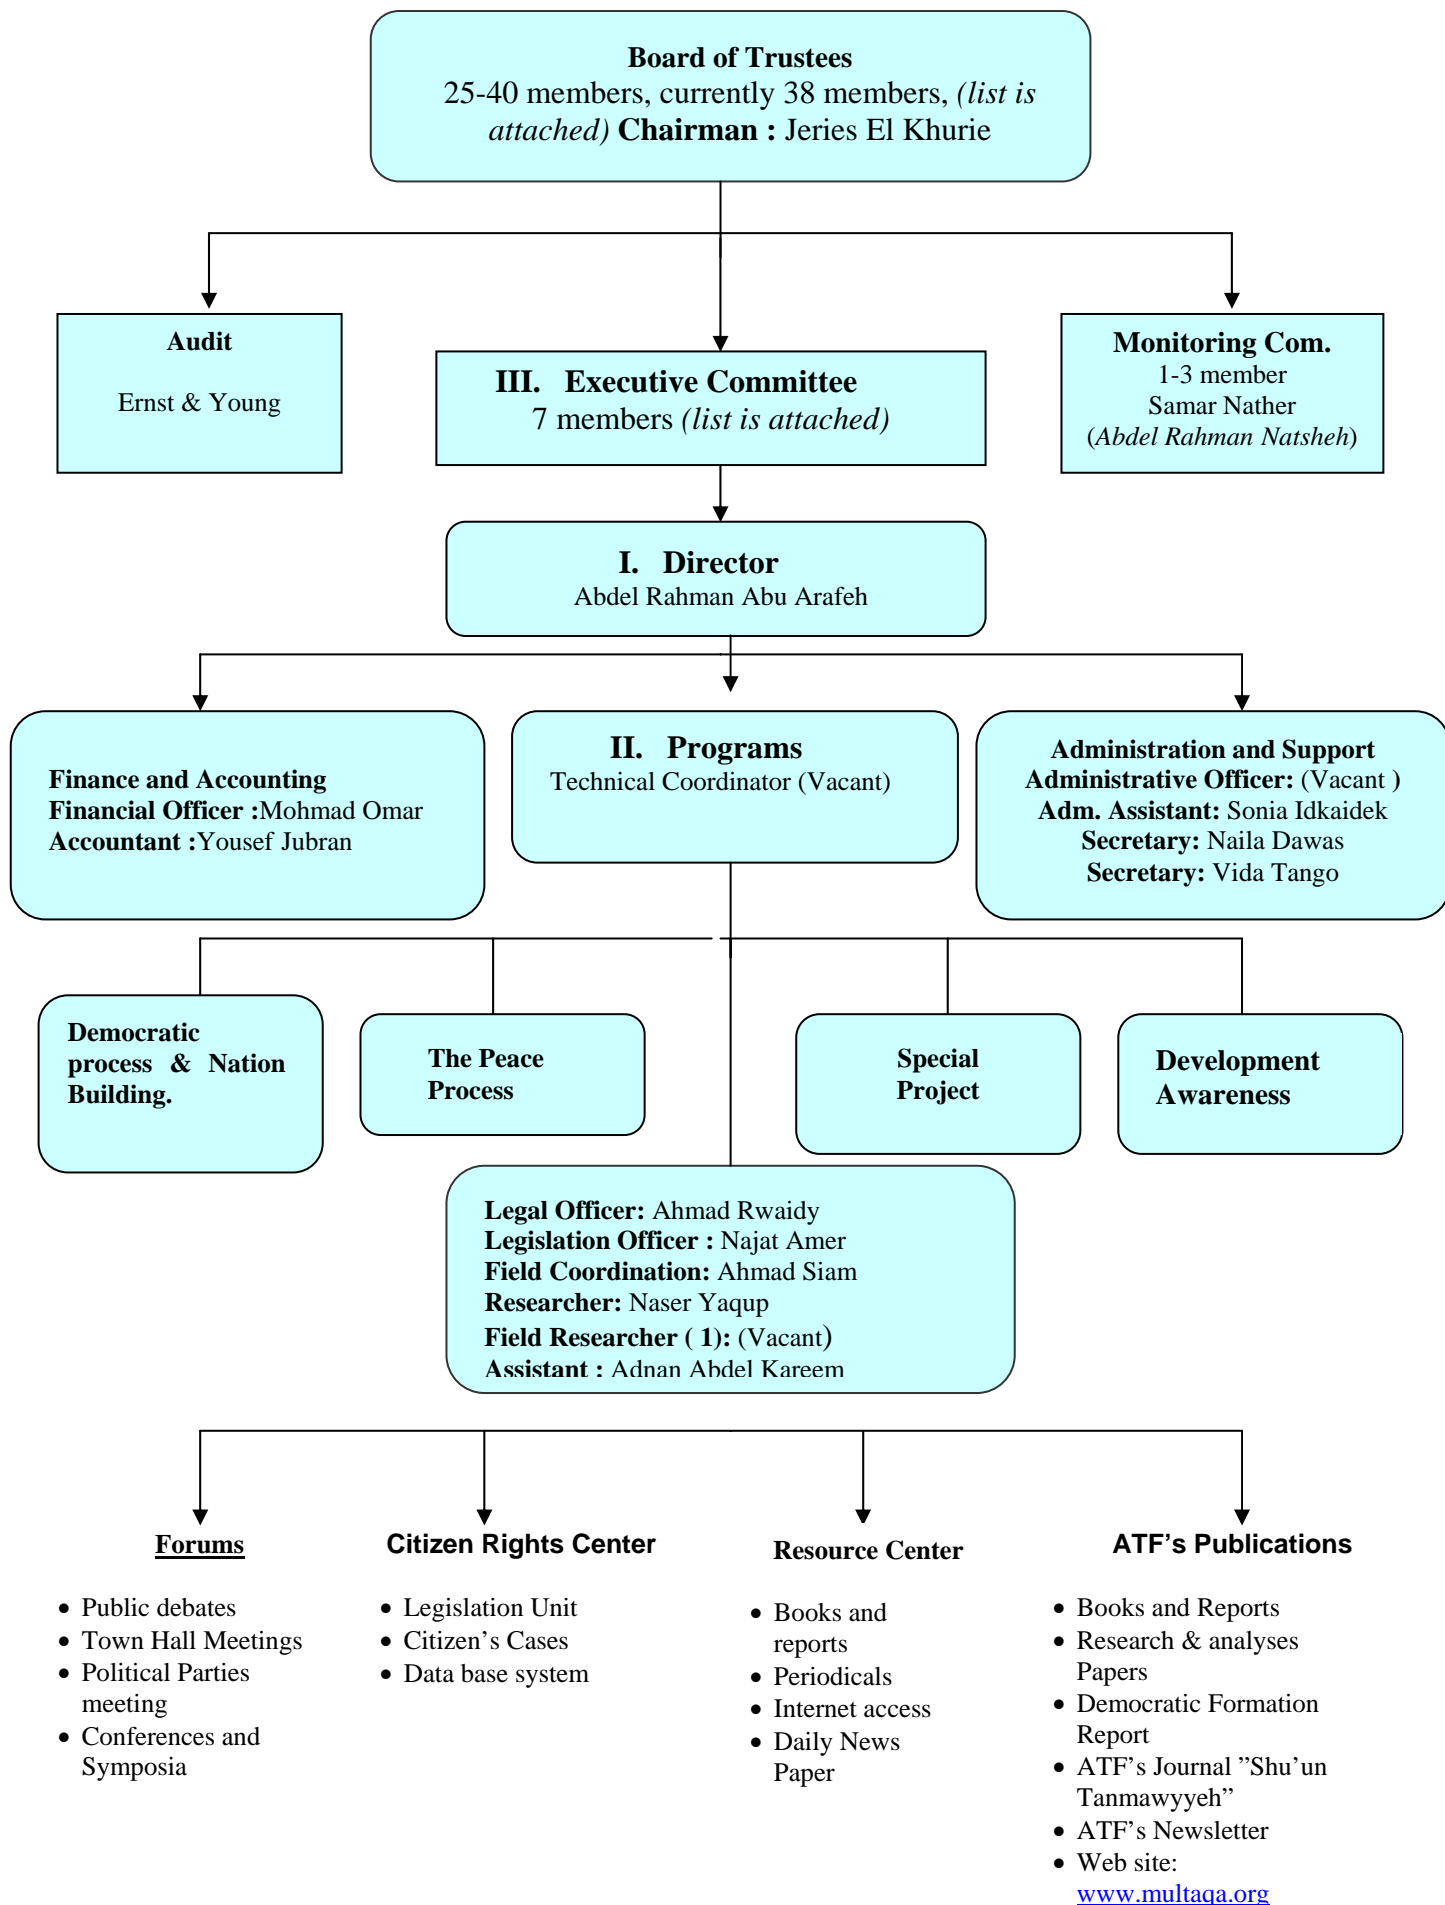 Board of Trustees
25-40 members, currently 38 members, (list is
attached) Chairman : Jeries El Khurie
Audit
Ernst & Young
III. Executive Committee
7 members (list is attached)
Monitoring Com.
1-3 member
Samar Nather
(Abdel Rahman Natsheh)
I. Director
Abdel Rahman Abu Arafeh
Finance and Accounting
Financial Officer :Mohmad Omar
Accountant :Yousef Jubran
II. Programs
Technical Coordinator (Vacant)
Administration and Support
Administrative Officer: (Vacant )
Adm. Assistant: Sonia Idkaidek
Secretary: Naila Dawas
Secretary: Vida Tango
Democratic
process & Nation
Building.
The Peace
Process
Special
Project
Development
Awareness
Legal Officer: Ahmad Rwaidy
Legislation Officer : Najat Amer
Field Coordination: Ahmad Siam
Researcher: Naser Yaqup
Field Researcher ( 1): (Vacant)
Assistant : Adnan Abdel Kareem
Forums
• Public debates
• Town Hall Meetings
• Political Parties
meeting
• Conferences and
Symposia
Citizen Rights Center
• Legislation Unit
• Citizen’s Cases
• Data base system
Resource Center
• Books and
reports
• Periodicals
• Internet access
• Daily News
Paper
ATF’s Publications
• Books and Reports
• Research & analyses
Papers
• Democratic Formation
Report
• ATF’s Journal ”Shu’un
Tanmawyyeh”
• ATF’s Newsletter
• Web site:
www.multaqa.org